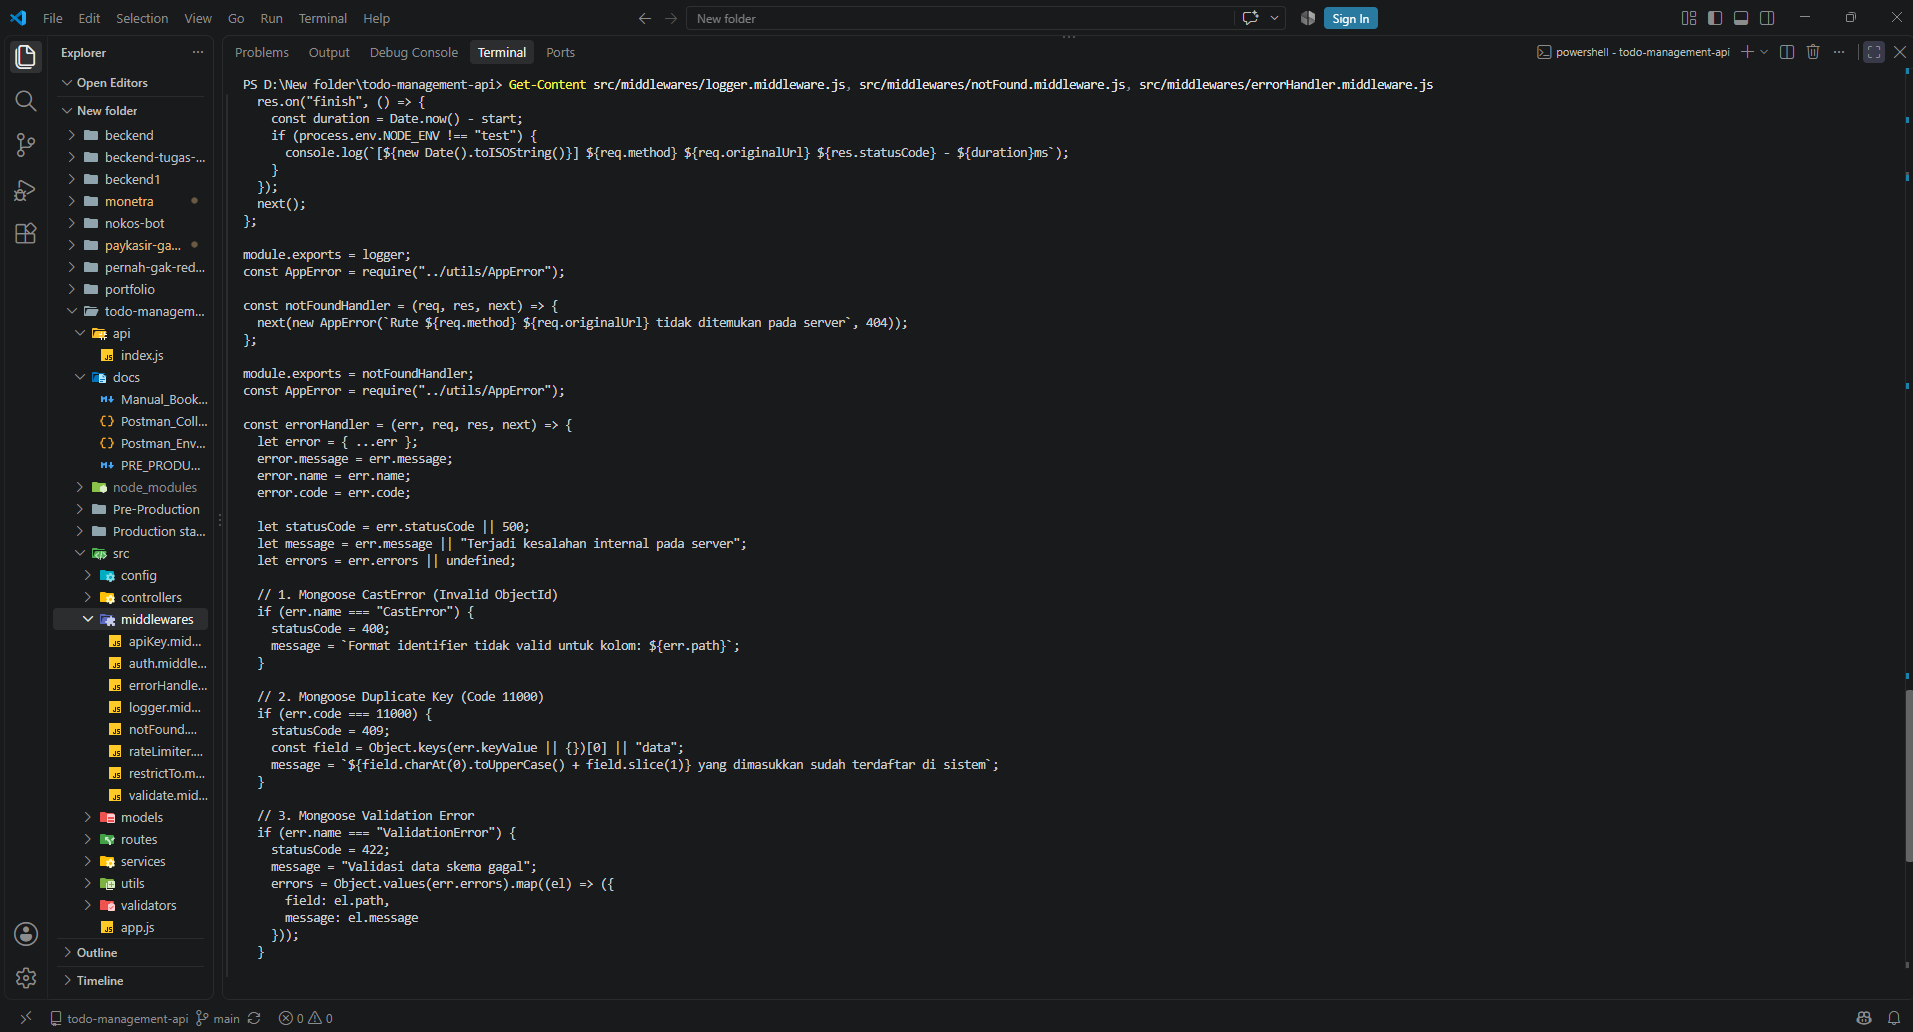 File Edit Selection View Go Run Terminal Help
New folder
Sign In
Explorer
Open Editors
New folder
beckend
beckend-tugas-...
beckend1
monetra
nokos-bot
paykasir-ga...
pernah-gak-red...
portfolio
todo-managem...
api
index.js
docs
Manual_Book...
Postman_Coll...
Postman_Env...
PRE_PRODU...
node_modules
Pre-Production
Production sta...
src
config
controllers
middlewares
apiKey.mid...
auth.middle...
errorHandle...
logger.mid...
notFound....
rateLimiter....
restrictTo.m...
validate.mid...
models
routes
services
utils
validators
app.js
Outline
Timeline
Problems Output Debug Console Terminal Ports
powershell - todo-management-api
PS D:\New folder\todo-management-api> Get-Content src/middlewares/logger.middleware.js, src/middlewares/notFound.middleware.js, src/middlewares/errorHandler.middleware.js
  res.on("finish", () => {
    const duration = Date.now() - start;
    if (process.env.NODE_ENV !== "test") {
      console.log(`[${new Date().toISOString()}] ${req.method} ${req.originalUrl} ${res.statusCode} - ${duration}ms`);
    }
  });
  next();
};
module.exports = logger;
const AppError = require("../utils/AppError");
const notFoundHandler = (req, res, next) => {
  next(new AppError(`Rute ${req.method} ${req.originalUrl} tidak ditemukan pada server`, 404));
};
module.exports = notFoundHandler;
const AppError = require("../utils/AppError");
const errorHandler = (err, req, res, next) => {
  let error = { ...err };
  error.message = err.message;
  error.name = err.name;
  error.code = err.code;
  let statusCode = err.statusCode || 500;
  let message = err.message || "Terjadi kesalahan internal pada server";
  let errors = err.errors || undefined;
  // 1. Mongoose CastError (Invalid ObjectId)
  if (err.name === "CastError") {
    statusCode = 400;
    message = `Format identifier tidak valid untuk kolom: ${err.path}`;
  }
  // 2. Mongoose Duplicate Key (Code 11000)
  if (err.code === 11000) {
    statusCode = 409;
    const field = Object.keys(err.keyValue || {})[0] || "data";
    message = `${field.charAt(0).toUpperCase() + field.slice(1)} yang dimasukkan sudah terdaftar di sistem`;
  }
  // 3. Mongoose Validation Error
  if (err.name === "ValidationError") {
    statusCode = 422;
    message = "Validasi data skema gagal";
    errors = Object.values(err.errors).map((el) => ({
      field: el.path,
      message: el.message
    }));
  }
todo-management-api main 0 0